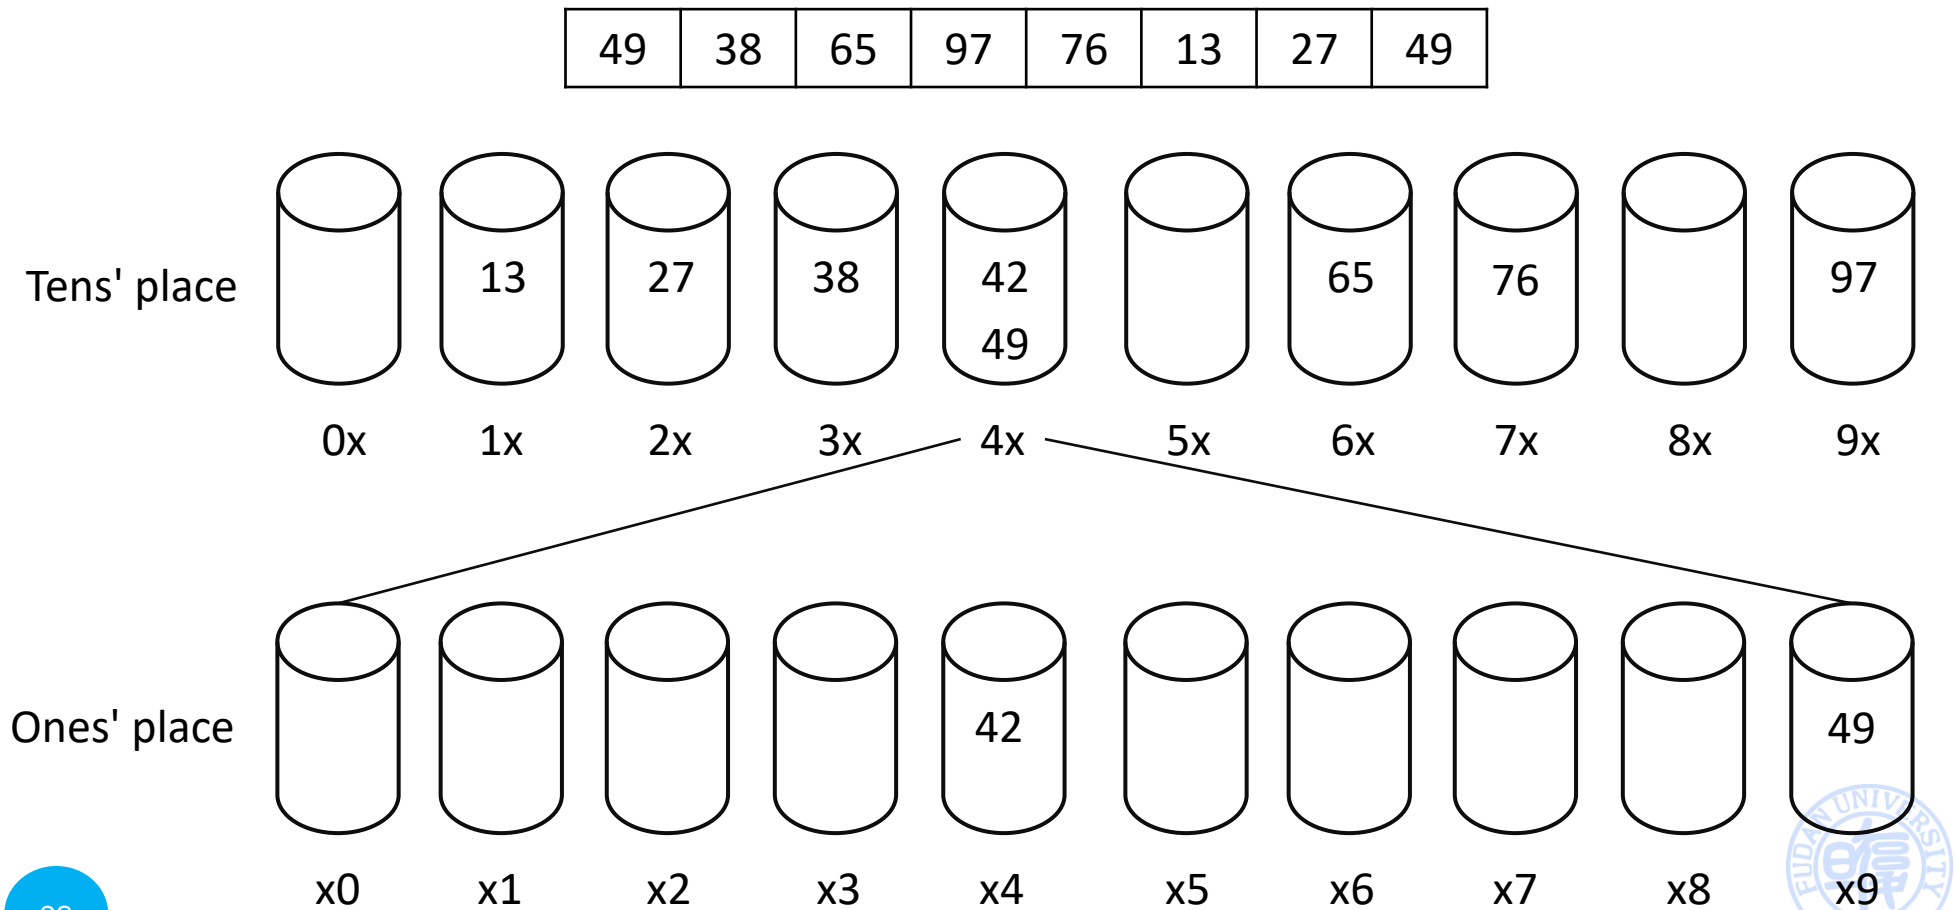 49 38 65 97 76 13 27 49
Tens' place
13 27 38 42 65 76 97
49
0x 1x 2x 3x 4x 5x 6x 7x 8x 9x
Ones' place
42 49
x0 x1 x2 x3 x4 x5 x6 x7 x8 x9
FUDAN UNIVERSITY